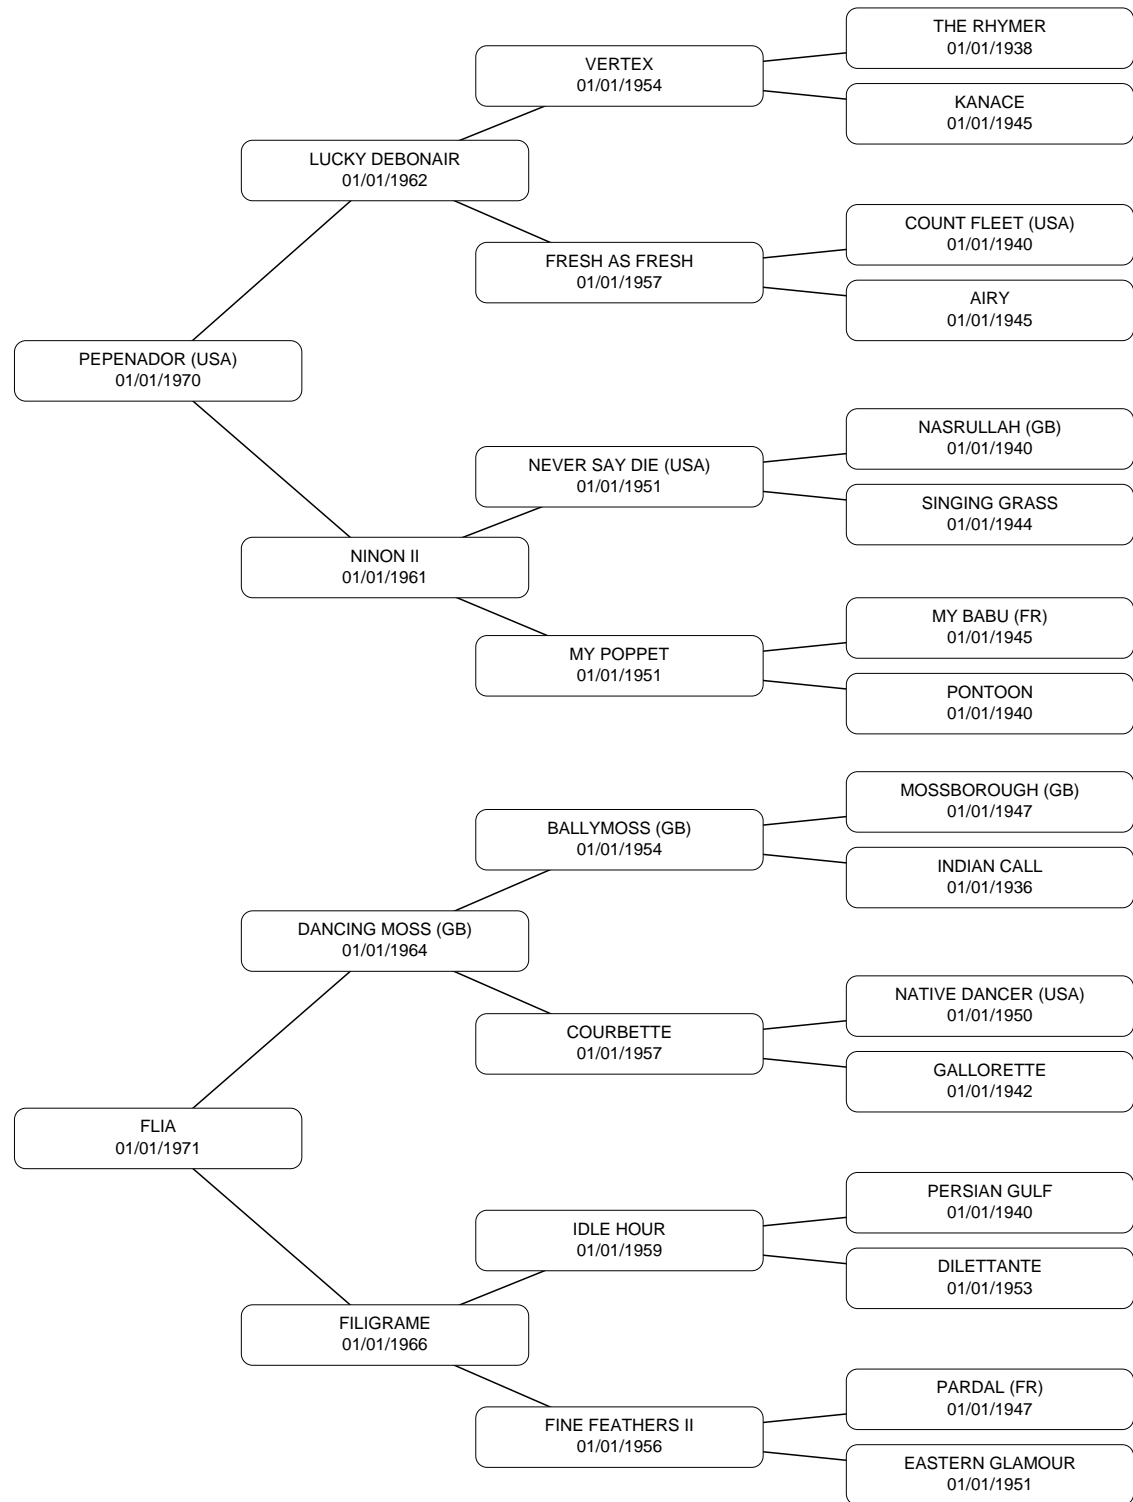 THE RHYMER
01/01/1938
VERTEX
01/01/1954
KANACE
01/01/1945
LUCKY DEBONAIR
01/01/1962
COUNT FLEET (USA)
01/01/1940
FRESH AS FRESH
01/01/1957
AIRY
01/01/1945
PEPENADOR (USA)
01/01/1970
NASRULLAH (GB)
01/01/1940
NEVER SAY DIE (USA)
01/01/1951
SINGING GRASS
01/01/1944
NINON II
01/01/1961
MY BABU (FR)
01/01/1945
MY POPPET
01/01/1951
PONTOON
01/01/1940
MOSSBOROUGH (GB)
01/01/1947
BALLYMOSS (GB)
01/01/1954
INDIAN CALL
01/01/1936
DANCING MOSS (GB)
01/01/1964
NATIVE DANCER (USA)
01/01/1950
COURBETTE
01/01/1957
GALLORETTE
01/01/1942
FLIA
01/01/1971
PERSIAN GULF
01/01/1940
IDLE HOUR
01/01/1959
DILETTANTE
01/01/1953
FILIGRAME
01/01/1966
PARDAL (FR)
01/01/1947
FINE FEATHERS II
01/01/1956
EASTERN GLAMOUR
01/01/1951